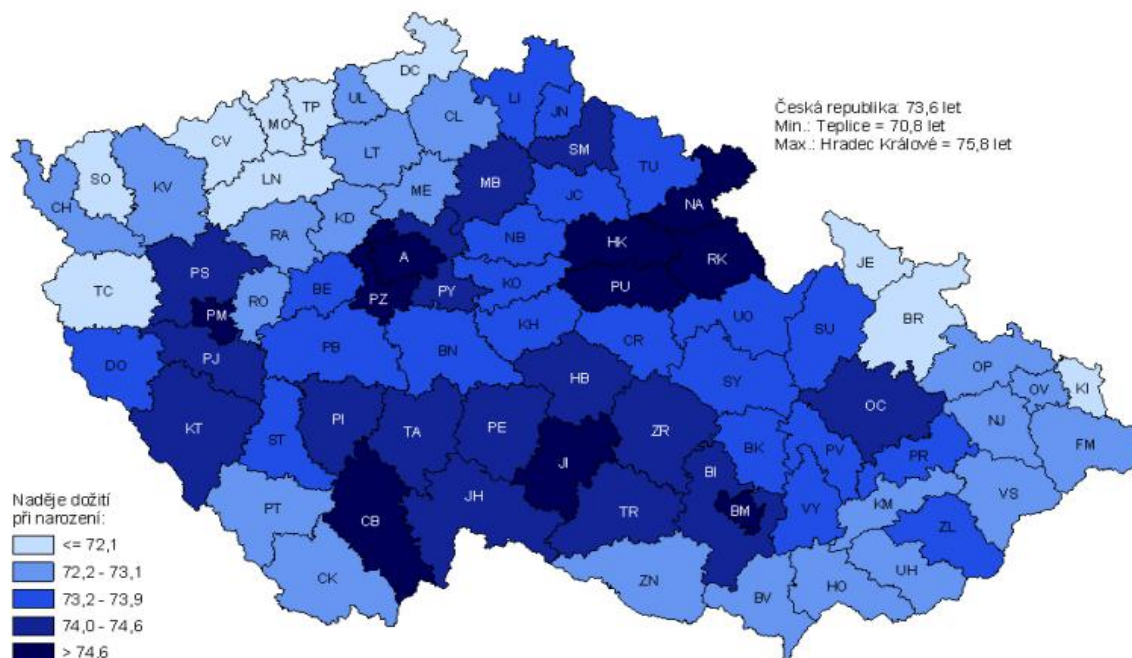 Česká republika: 73,6 let
Min.: Teplice = 70,8 let
Max.: Hradec Králové = 75,8 let
DC
UL
TP
MO
CV
LI
JN
CL
SM
TU
LT
LN
SO
KV
ME
MB
JC
NA
CH
KD
RA
NB
HK
RK
A
PS
TC
RO
BE
PZ
PY
KO
PU
JE
PM
UO
SU
BR
KH
CR
DO
PJ
PB
BN
OP
OV
KI
SY
HB
OC
KT
ST
PI
TA
PE
ZR
NJ
FM
BK
PV
PR
JI
BI
JH
VS
PT
CB
TR
BM
VY
KM
ZL
CK
ZN
BV
HO
UH
Naděje dožití
při narození:
<= 72,1
72,2 - 73,1
73,2 - 73,9
74,0 - 74,6
> 74,6